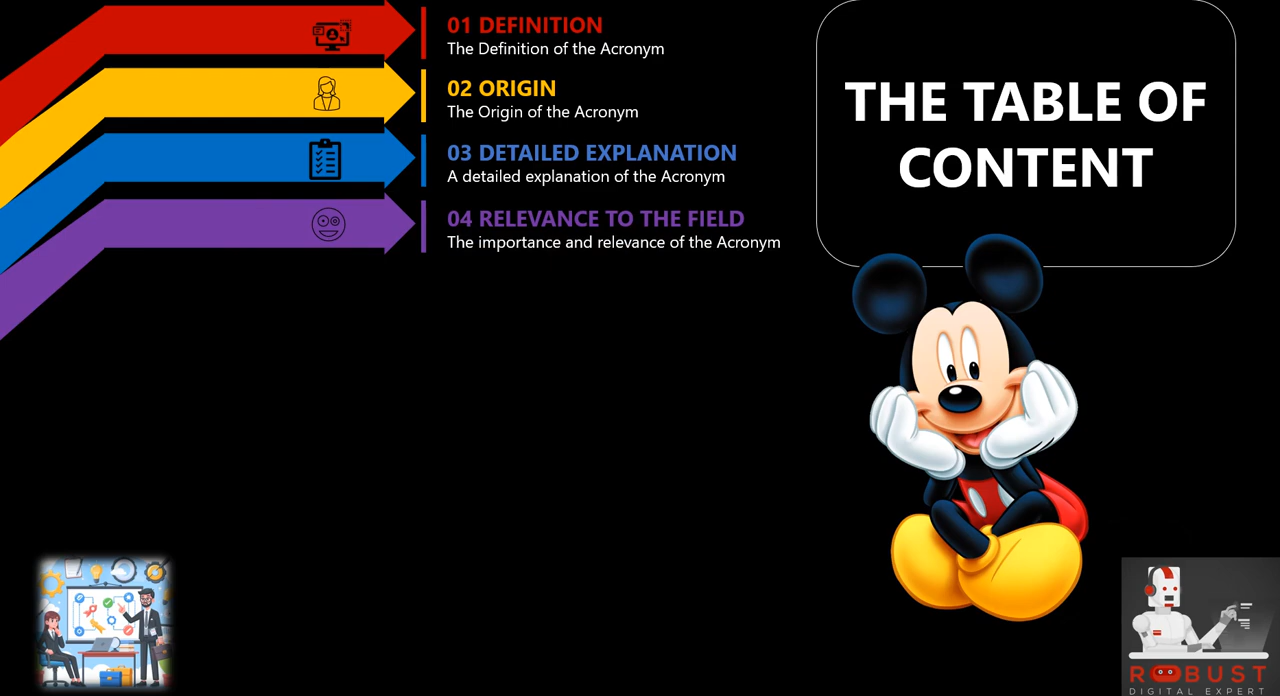 01 DEFINITION
The Definition of the Acronym
02 ORIGIN
The Origin of the Acronym
03 DETAILED EXPLANATION
A detailed explanation of the Acronym
04 RELEVANCE TO THE FIELD
The importance and relevance of the Acronym
THE TABLE OF
CONTENT
ROBUST
DIGITAL EXPERT